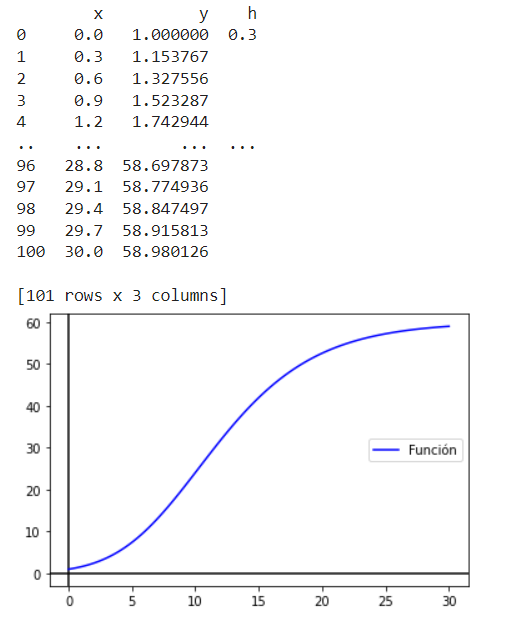 x y h
0 0.0 1.000000 0.3
1 0.3 1.153767
2 0.6 1.327556
3 0.9 1.523287
4 1.2 1.742944
.. ... ... ...
96 28.8 58.697873
97 29.1 58.774936
98 29.4 58.847497
99 29.7 58.915813
100 30.0 58.980126
[101 rows x 3 columns]
60
50
40
30
20
10
0
Función
0 5 10 15 20 25 30